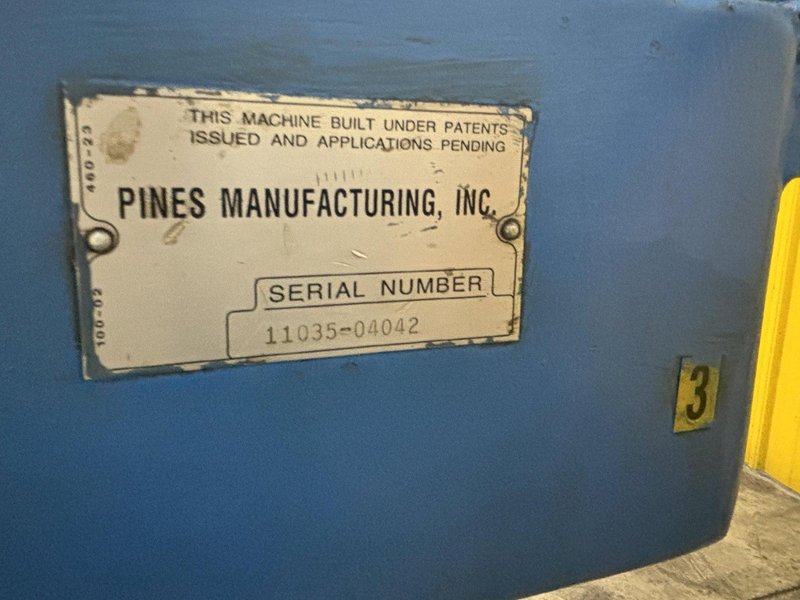 THIS MACHINE BUILT UNDER PATENTS
ISSUED AND APPLICATIONS PENDING
460-23
PINES MANUFACTURING, INC.
100-02
SERIAL NUMBER
11035-04042
3